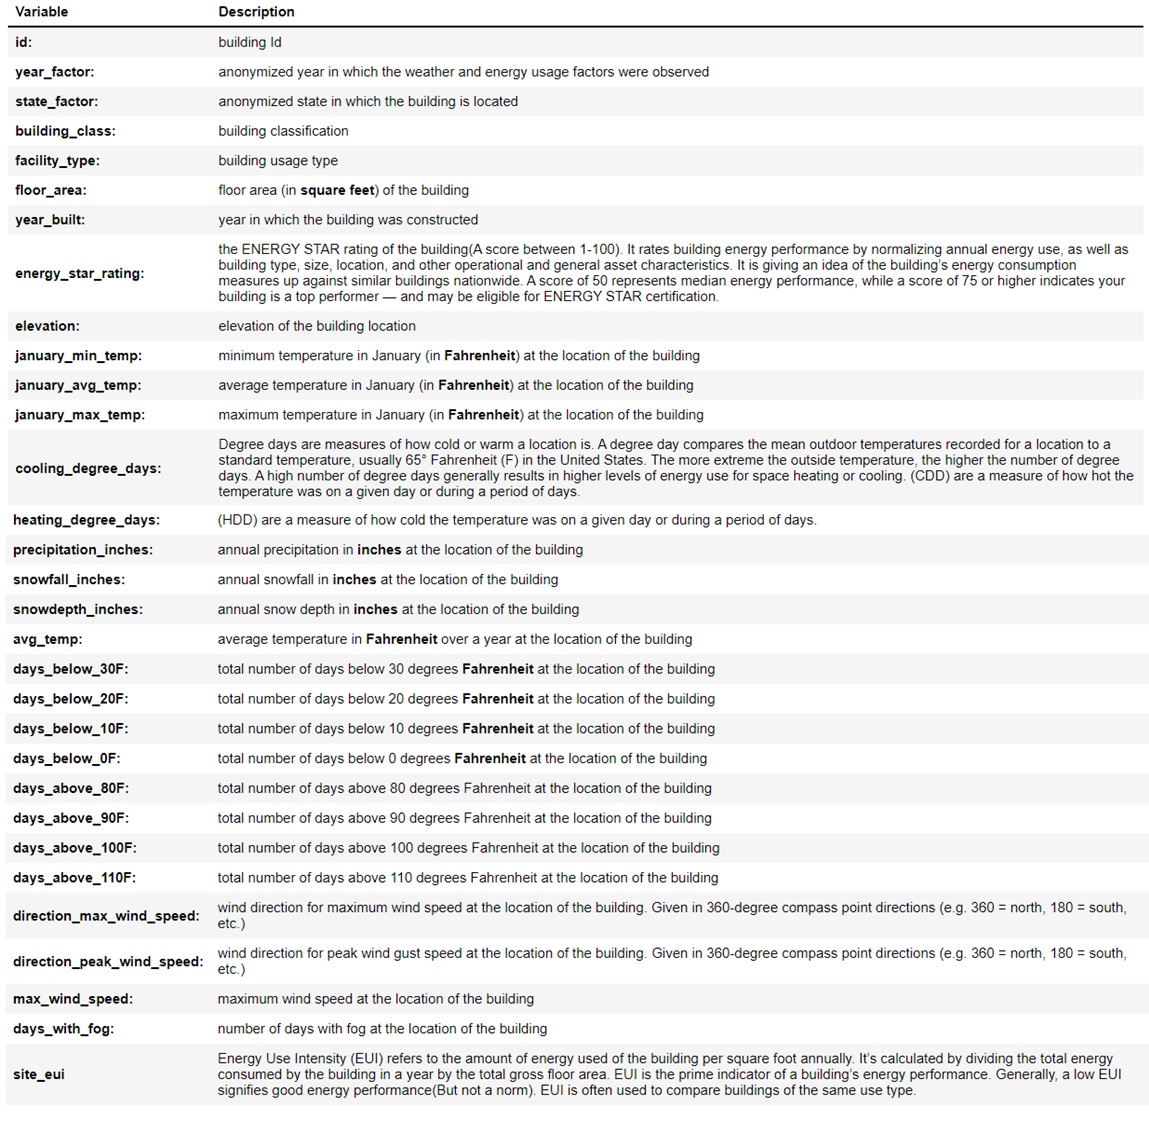 Variable Description
id: building Id
year_factor: anonymized year in which the weather and energy usage factors were observed
state_factor: anonymized state in which the building is located
building_class: building classification
facility_type: building usage type
floor_area: floor area (in square feet) of the building
year_built: year in which the building was constructed
energy_star_rating: the ENERGY STAR rating of the building(A score between 1-100). It rates building energy performance by normalizing annual energy use, as well as
building type, size, location, and other operational and general asset characteristics. It is giving an idea of the building's energy consumption
measures up against similar buildings nationwide. A score of 50 represents median energy performance, while a score of 75 or higher indicates your
building is a top performer — and may be eligible for ENERGY STAR certification.
elevation: elevation of the building location
january_min_temp: minimum temperature in January (in Fahrenheit) at the location of the building
january_avg_temp: average temperature in January (in Fahrenheit) at the location of the building
january_max_temp: maximum temperature in January (in Fahrenheit) at the location of the building
cooling_degree_days: Degree days are measures of how cold or warm a location is. A degree day compares the mean outdoor temperatures recorded for a location to a
standard temperature, usually 65° Fahrenheit (F) in the United States. The more extreme the outside temperature, the higher the number of degree
days. A high number of degree days generally results in higher levels of energy use for space heating or cooling. (CDD) are a measure of how hot the
temperature was on a given day or during a period of days.
heating_degree_days: (HDD) are a measure of how cold the temperature was on a given day or during a period of days.
precipitation_inches: annual precipitation in inches at the location of the building
snowfall_inches: annual snowfall in inches at the location of the building
snowdepth_inches: annual snow depth in inches at the location of the building
avg_temp: average temperature in Fahrenheit over a year at the location of the building
days_below_30F: total number of days below 30 degrees Fahrenheit at the location of the building
days_below_20F: total number of days below 20 degrees Fahrenheit at the location of the building
days_below_10F: total number of days below 10 degrees Fahrenheit at the location of the building
days_below_0F: total number of days below 0 degrees Fahrenheit at the location of the building
days_above_80F: total number of days above 80 degrees Fahrenheit at the location of the building
days_above_90F: total number of days above 90 degrees Fahrenheit at the location of the building
days_above_100F: total number of days above 100 degrees Fahrenheit at the location of the building
days_above_110F: total number of days above 110 degrees Fahrenheit at the location of the building
direction_max_wind_speed: wind direction for maximum wind speed at the location of the building. Given in 360-degree compass point directions (e.g. 360 = north, 180 = south,
etc.)
direction_peak_wind_speed: wind direction for peak wind gust speed at the location of the building. Given in 360-degree compass point directions (e.g. 360 = north, 180 = south,
etc.)
max_wind_speed: maximum wind speed at the location of the building
days_with_fog: number of days with fog at the location of the building
site_eui Energy Use Intensity (EUI) refers to the amount of energy used of the building per square foot annually. It's calculated by dividing the total energy
consumed by the building in a year by the total gross floor area. EUI is the prime indicator of a building's energy performance. Generally, a low EUI
signifies good energy performance(But not a norm). EUI is often used to compare buildings of the same use type.